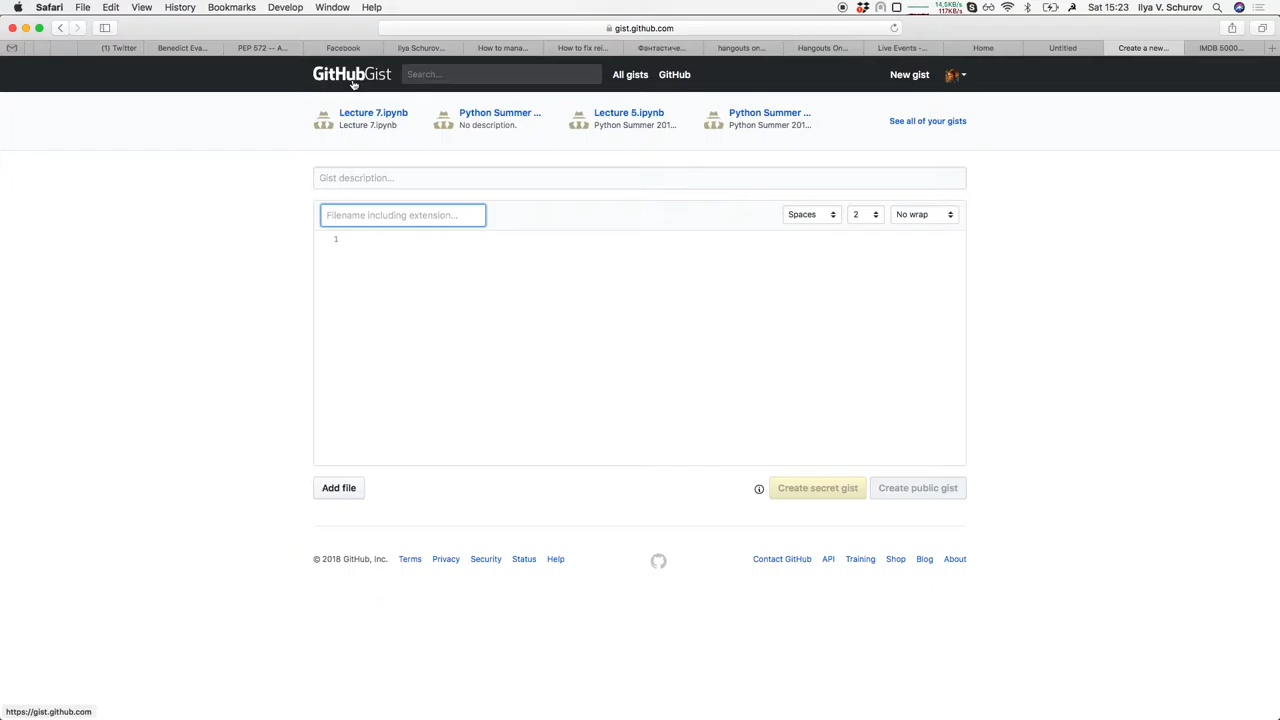 Safari File Edit View History Bookmarks Develop Window Help 14,5KB/s 117KB/s Sat 15:23 Ilya V. Schurov
gist.github.com
(1) Twitter Benedict Eva... PEP 572 -- A... Facebook Ilya Schurov... How to mana... How to fix rei... Фантастиче... hangouts on... Hangouts On... Live Events -... Home Untitled Create a new... IMDB 5000...
GitHubGist Search... All gists GitHub New gist
Lecture 7.ipynb Python Summer ... Lecture 5.ipynb Python Summer ...
Lecture 7.ipynb No description. Python Summer 201... Python Summer 201...
See all of your gists
Gist description...
Filename including extension... Spaces 2 No wrap
1
Add file Create secret gist Create public gist
© 2018 GitHub, Inc. Terms Privacy Security Status Help Contact GitHub API Training Shop Blog About
https://gist.github.com